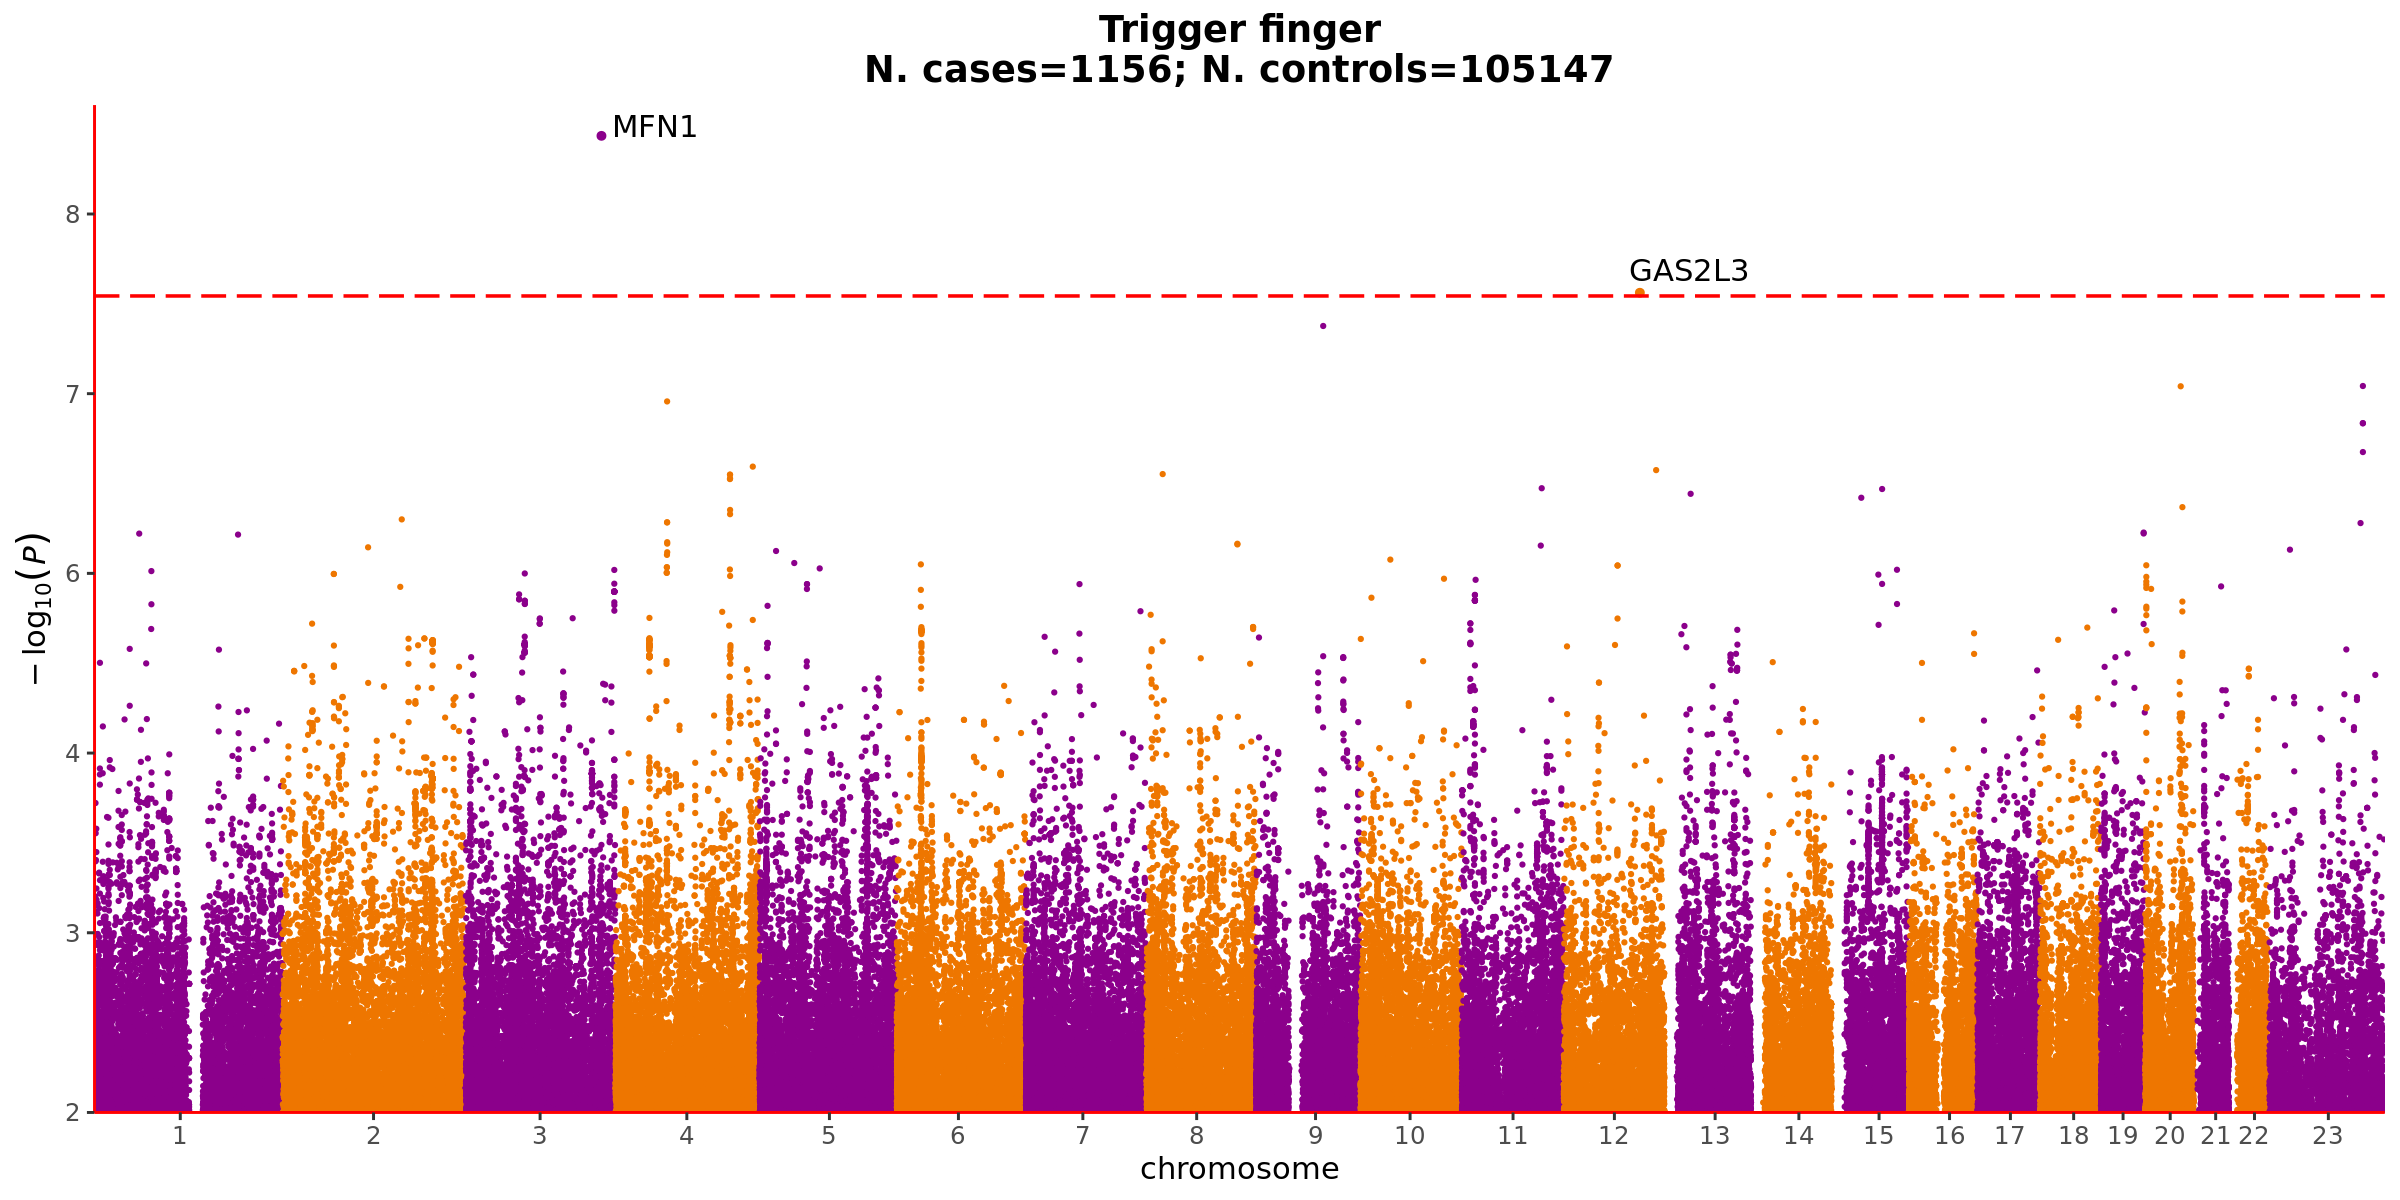 Trigger finger
N. cases=1156; N. controls=105147
MFN1
GAS2L3
8
7
6
4
3
2
−log10(P)
1 2 3 4 5 6 7 8 9 10 11 12 13 14 15 16 17 18 19 20 21 22 23
chromosome